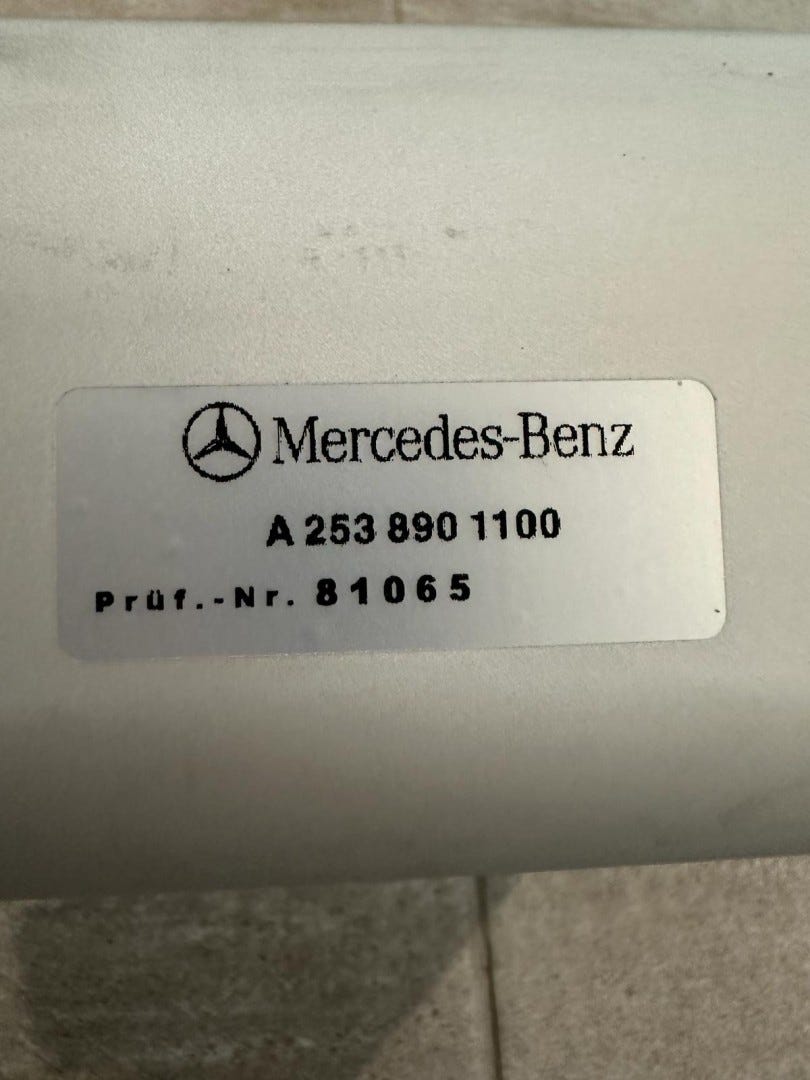 Mercedes-Benz
A 253 890 1100
Prüf.-Nr. 81065